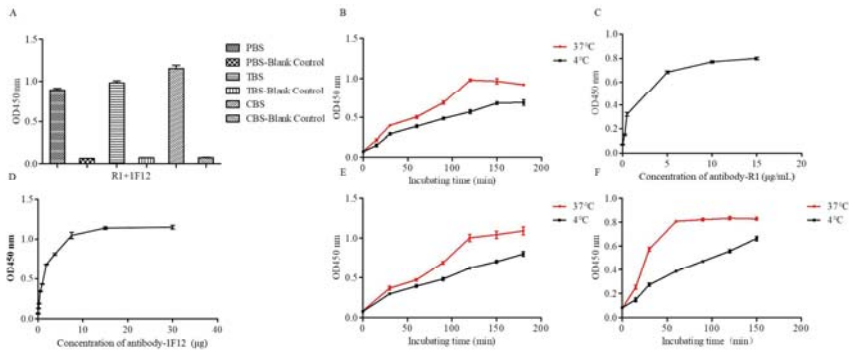 A
OD450 nm
1.5
1.0
0.5
0.0
R1+1F12
PBS
PBS-Blank Control
TBS
TBS-Blank Control
CBS
CBS-Blank Control
B
OD450 nm
1.5
1.0
0.5
0.0
0 50 100 150 200
Incubating time (min)
37°C
4°C
C
OD450 nm
1.0
0.8
0.6
0.4
0.2
0.0
0 5 10 15 20
Concentration of antibody-R1 (μg/mL)
D
OD450 nm
1.5
1.0
0.5
0.0
0 10 20 30 40
Concentration of antibody-1F12 (μg)
E
OD450 nm
1.5
1.0
0.5
0.0
0 50 100 150 200
Incubating time (min)
37°C
4°C
F
OD450 nm
1.0
0.8
0.6
0.4
0.2
0.0
0 50 100 150 200
Incubating time (min)
37°C
4°C